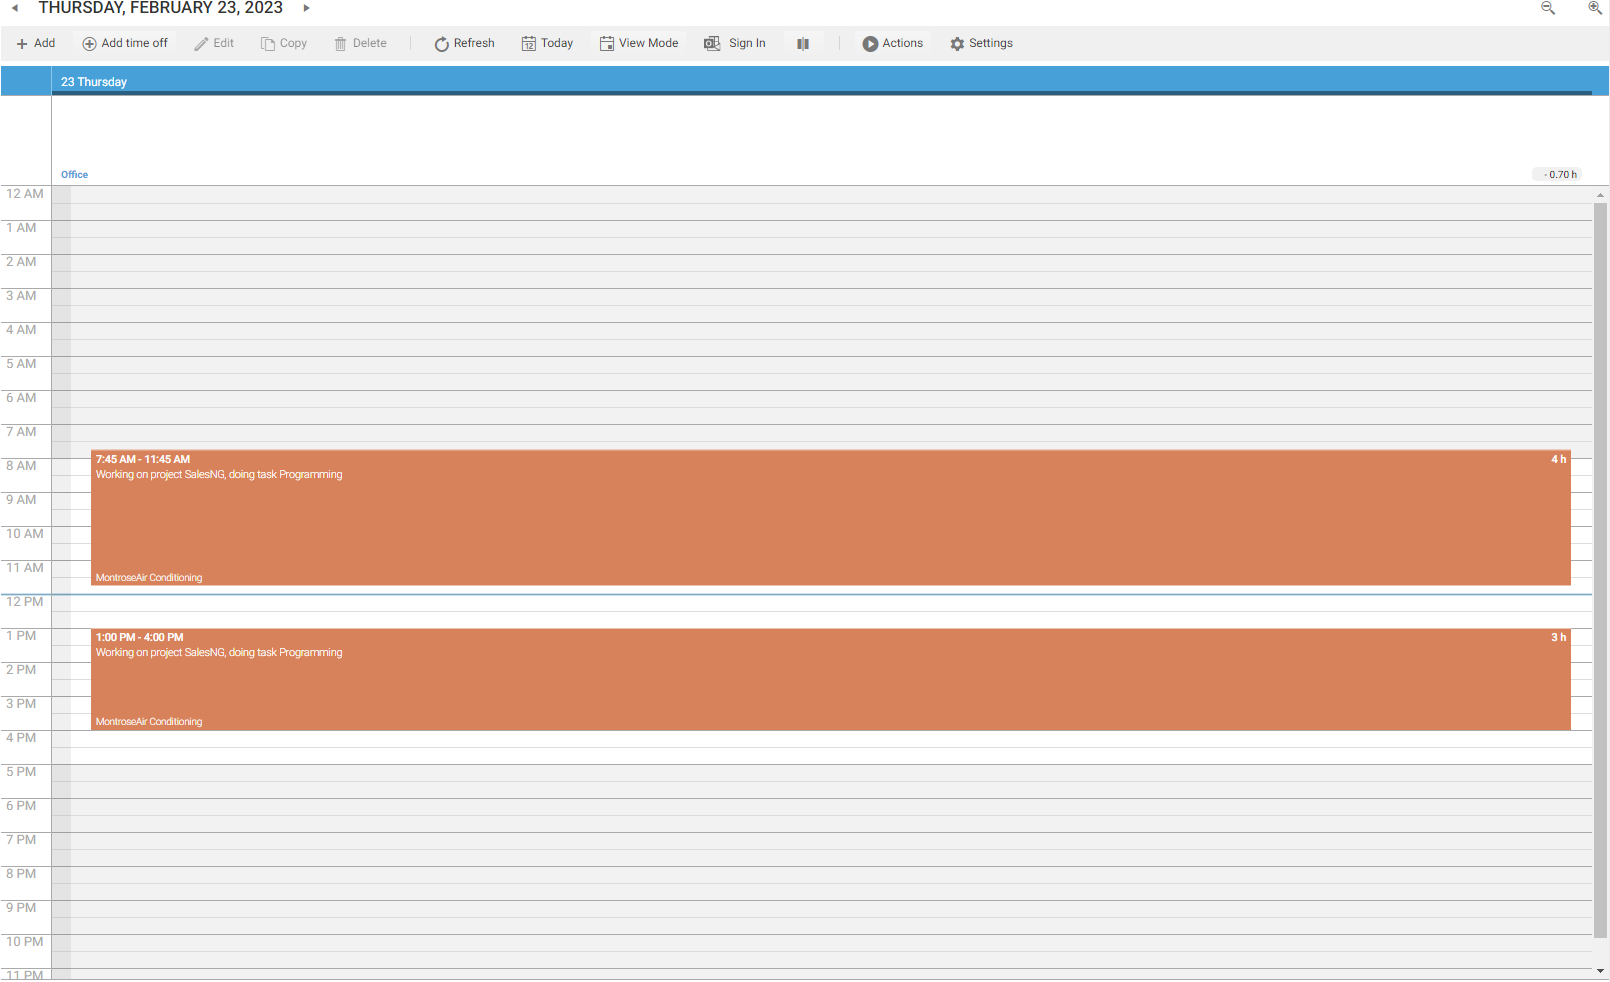 THURSDAY, FEBRUARY 23, 2023
Add Add time off Edit Copy Delete Refresh 12 Today View Mode Sign In Actions Settings
23 Thursday
Office - 0.70 h
12 AM
1 AM
2 AM
3 AM
4 AM
5 AM
6 AM
7 AM
7:45 AM - 11:45 AM 4 h
8 AM
Working on project SalesNG, doing task Programming
9 AM
10 AM
11 AM
MontroseAir Conditioning
12 PM
1 PM
1:00 PM - 4:00 PM 3 h
Working on project SalesNG, doing task Programming
2 PM
3 PM
MontroseAir Conditioning
4 PM
5 PM
6 PM
7 PM
8 PM
9 PM
10 PM
11 PM